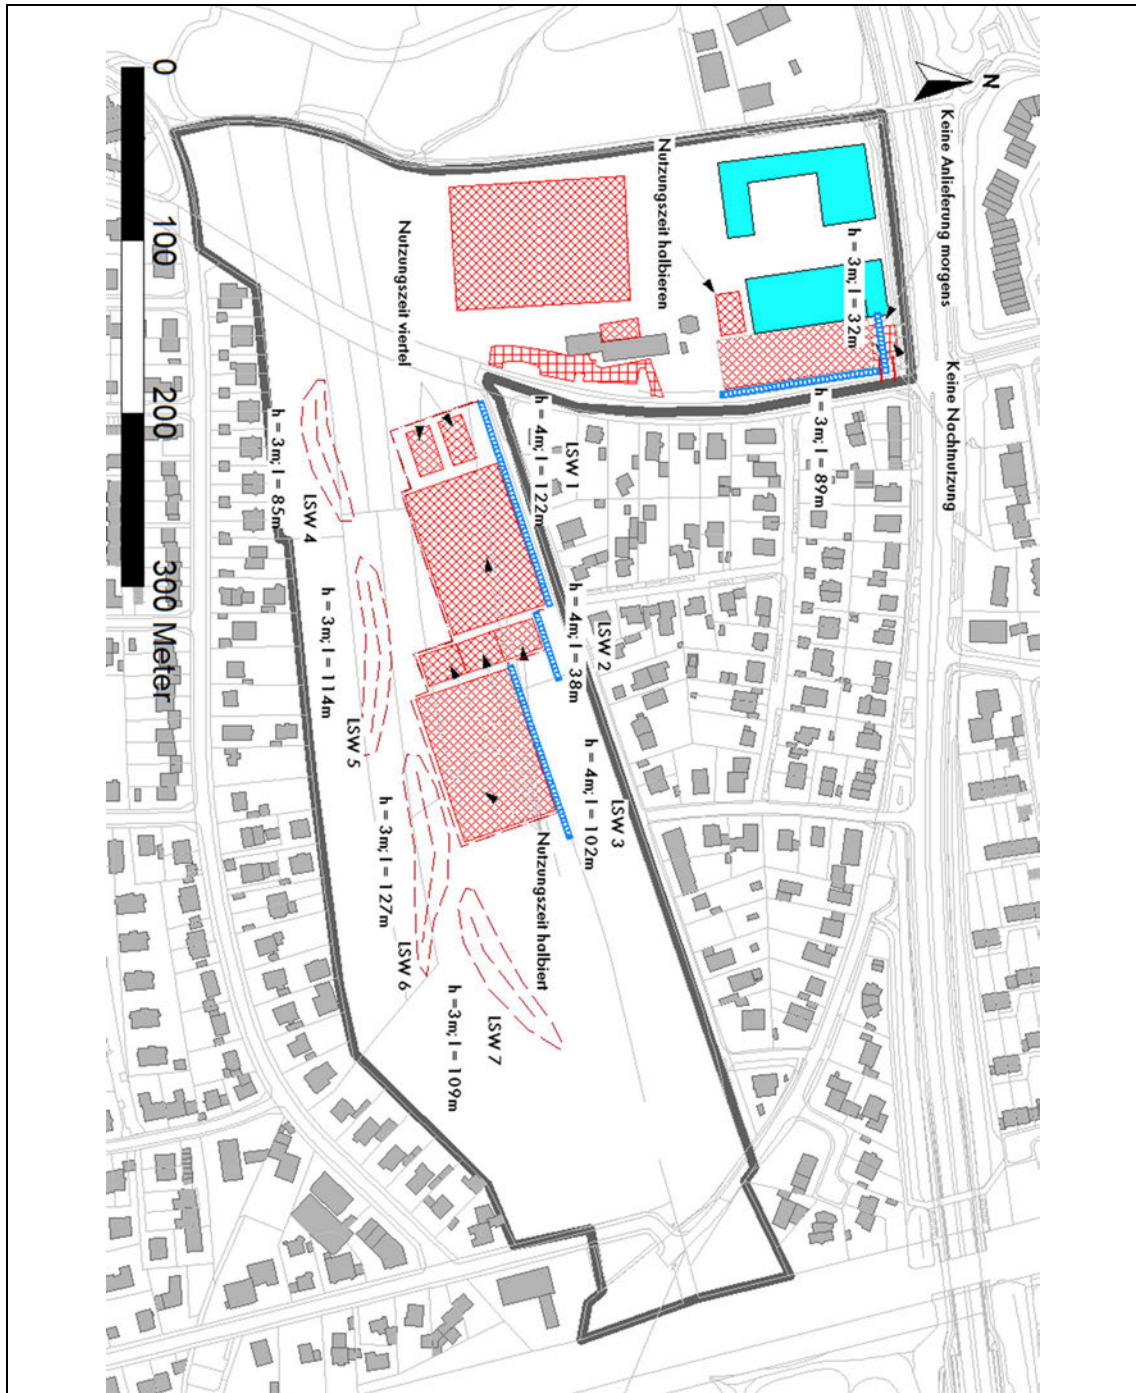 N
Keine Anlieferung morgens
Keine Nachtnutzung
h = 3m; l = 32m
h = 3m; l = 89m
Nutzungszeit halbieren
Nutzungszeit viertel
LSW 1
h = 4m; l = 122m
LSW 2
h = 4m; l = 38m
LSW 3
h = 4m; l = 102m
Nutzungszeit halbiert
LSW 4
h = 3m; l = 85m
LSW 5
h = 3m; l = 114m
LSW 6
h = 3m; l = 127m
LSW 7
h =3m; l = 109m
0
100
200
300 Meter